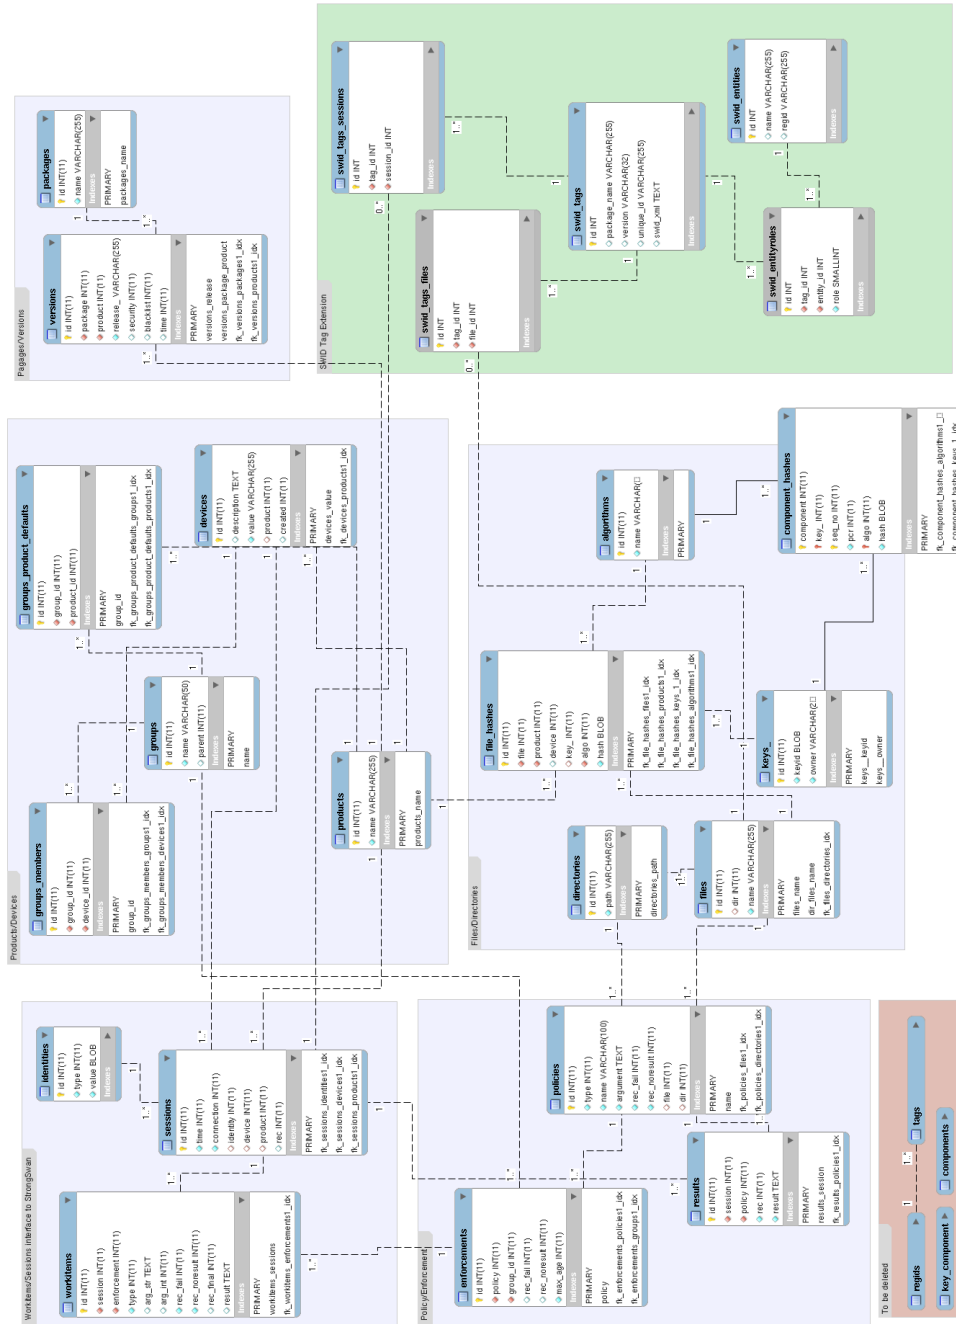 Workitems/Sessions interface to StrongSwan
workitems
id INT(11)
session INT(11)
enforcement INT(11)
type INT(11)
arg_str TEXT
arg_int INT(11)
rec_fail INT(11)
rec_noresult INT(11)
rec_final INT(11)
result TEXT
Indexes
PRIMARY
workitems_sessions
fk_workitems_enforcements1_idx
identities
id INT(11)
type INT(11)
value BLOB
Indexes
sessions
id INT(11)
time INT(11)
connection INT(11)
identity INT(11)
device INT(11)
product INT(11)
rec INT(11)
Indexes
PRIMARY
fk_sessions_identities1_idx
fk_sessions_devices1_idx
fk_sessions_products1_idx
Products/Devices
groups_members
id INT(11)
group_id INT(11)
device_id INT(11)
Indexes
PRIMARY
group_id
fk_groups_members_groups1_idx
fk_groups_members_devices1_idx
groups_product_defaults
id INT(11)
group_id INT(11)
product_id INT(11)
Indexes
PRIMARY
group_id
fk_groups_product_defaults_groups1_idx
fk_groups_product_defaults_products1_idx
groups
id INT(11)
name VARCHAR(50)
parent INT(11)
Indexes
PRIMARY
name
devices
id INT(11)
description TEXT
value VARCHAR(255)
product INT(11)
created INT(11)
Indexes
PRIMARY
devices_value
fk_devices_products1_idx
products
id INT(11)
name VARCHAR(255)
Indexes
PRIMARY
products_name
Pagages/Versions
versions
id INT(11)
package INT(11)
product INT(11)
release_ VARCHAR(255)
security INT(11)
blacklist INT(11)
time INT(11)
Indexes
PRIMARY
versions_release
versions_package_product
fk_versions_packages1_idx
fk_versions_products1_idx
packages
id INT(11)
name VARCHAR(255)
Indexes
PRIMARY
packages_name
Policy/Enforcement
enforcements
id INT(11)
policy INT(11)
group_id INT(11)
rec_fail INT(11)
rec_noresult INT(11)
max_age INT(11)
Indexes
PRIMARY
policy
fk_enforcements_policies1_idx
fk_enforcements_groups1_idx
policies
id INT(11)
type INT(11)
name VARCHAR(100)
argument TEXT
rec_fail INT(11)
rec_noresult INT(11)
file INT(11)
dir INT(11)
Indexes
PRIMARY
name
fk_policies_files1_idx
fk_policies_directories1_idx
results
id INT(11)
session INT(11)
policy INT(11)
rec INT(11)
result TEXT
Indexes
PRIMARY
results_session
fk_results_policies1_idx
Files/Directories
file_hashes
id INT(11)
file INT(11)
product INT(11)
device INT(11)
key_ INT(11)
algo INT(11)
hash BLOB
Indexes
PRIMARY
fk_file_hashes_files1_idx
fk_file_hashes_products1_idx
fk_file_hashes_keys_1_idx
fk_file_hashes_algorithms1_idx
directories
id INT(11)
path VARCHAR(255)
Indexes
PRIMARY
directories_path
algorithms
id INT(11)
name VARCHAR(
Indexes
PRIMARY
files
id INT(11)
dir INT(11)
name VARCHAR(255)
Indexes
PRIMARY
files_name
dir_files_name
fk_files_directories_idx
keys_
id INT(11)
keyid BLOB
owner VARCHAR(2
Indexes
PRIMARY
keys__keyid
keys__owner
component_hashes
component INT(11)
key_ INT(11)
seq_no INT(11)
pcr INT(11)
algo INT(11)
hash BLOB
Indexes
PRIMARY
fk_component_hashes_algorithms1_
fk_component_hashes_keys_1_idx
SWID Tag Extension
swid_tags_sessions
id INT
tag_id INT
session_id INT
Indexes
swid_tags_files
id INT
tag_id INT
file_id INT
Indexes
swid_tags
id INT
package_name VARCHAR(255)
version VARCHAR(32)
unique_id VARCHAR(255)
swid_xml TEXT
Indexes
swid_entities
id INT
name VARCHAR(255)
regid VARCHAR(255)
Indexes
swid_entityroles
id INT
tag_id INT
entity_id INT
role SMALLINT
Indexes
To be deleted
regids
tags
key_component
components